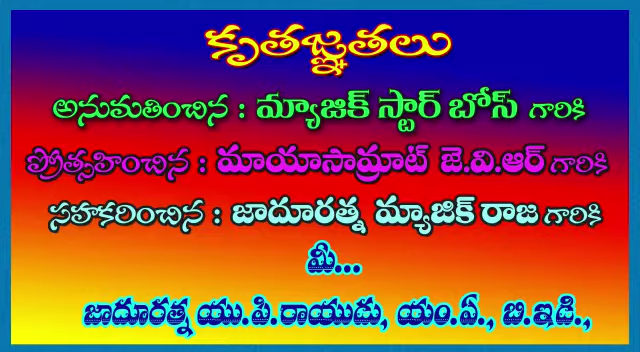 కృతజ్ఞతలు
అనుమతించిన : మ్యాజిక్ స్టార్ బోస్ గారికి
ప్రోత్సహించిన : మాయాసామ్రాట్ జె.వి.ఆర్ గారికి
సహకరించిన : జాదూరత్న మ్యాజిక్ రాజ గారికి
మీ...
జాదూరత్న యు.పి.రాయుడు, యం.ఏ., బి.ఇడి.,